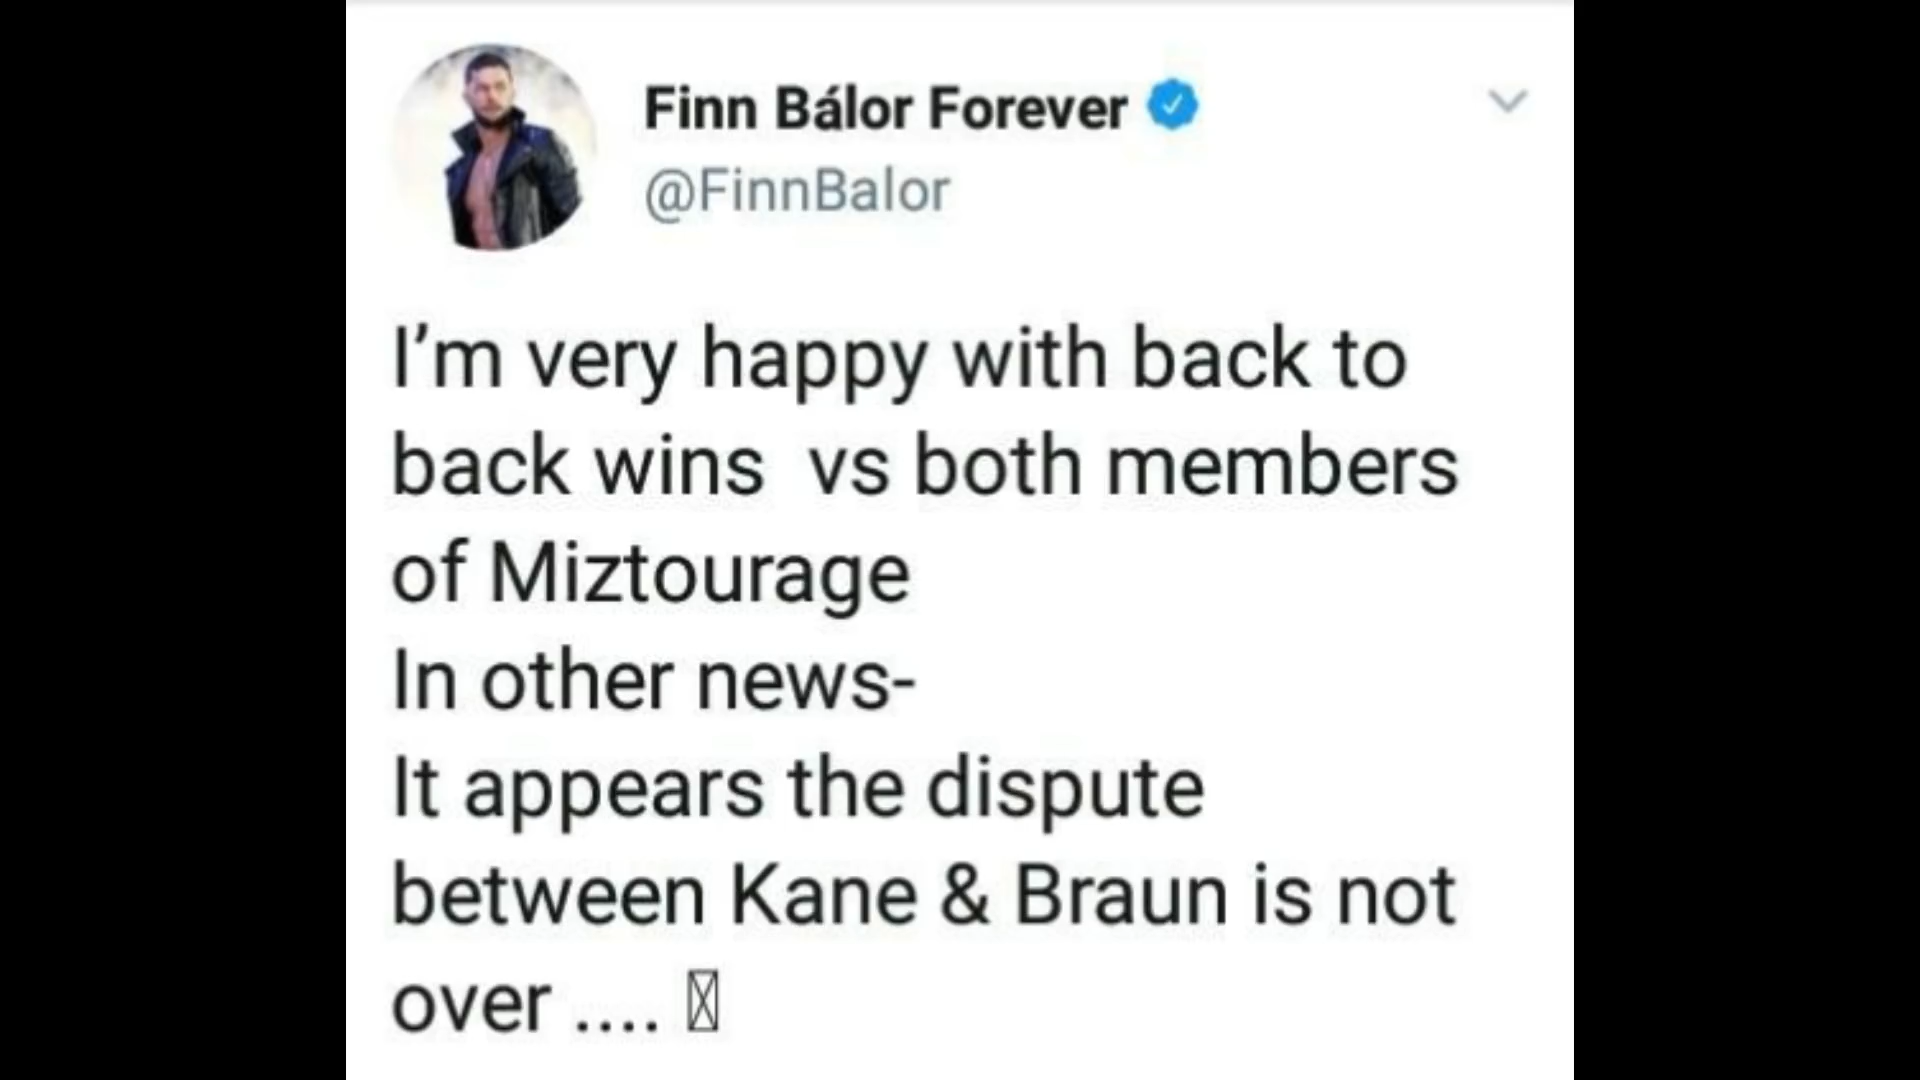 Finn Bálor Forever
@FinnBalor
I’m very happy with back to
back wins  vs both members
of Miztourage
In other news-
It appears the dispute
between Kane & Braun is not
over ....